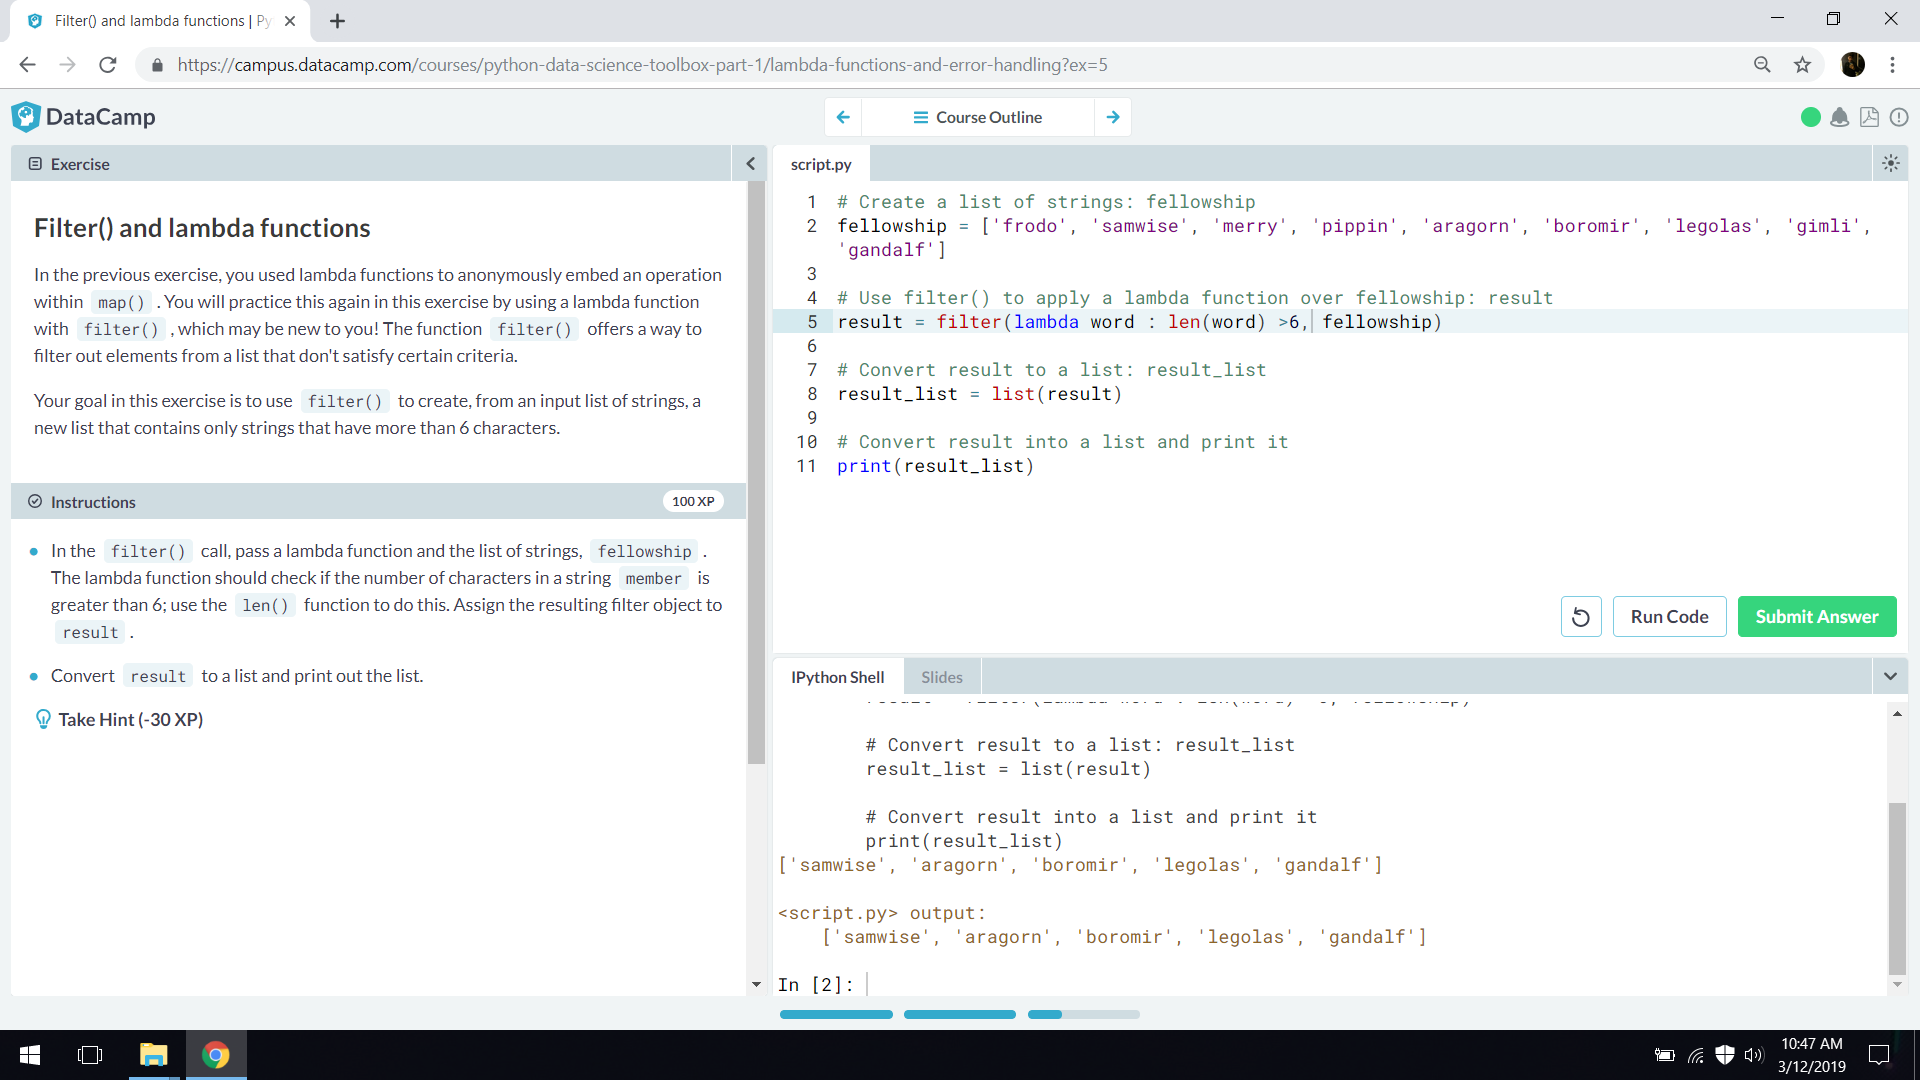 Filter() and lambda functions | Py
https://campus.datacamp.com/courses/python-data-science-toolbox-part-1/lambda-functions-and-error-handling?ex=5
DataCamp
Course Outline
Exercise
Filter() and lambda functions
In the previous exercise, you used lambda functions to anonymously embed an operation
within map() . You will practice this again in this exercise by using a lambda function
with filter() , which may be new to you! The function filter() offers a way to
filter out elements from a list that don't satisfy certain criteria.
Your goal in this exercise is to use filter() to create, from an input list of strings, a
new list that contains only strings that have more than 6 characters.
Instructions
100 XP
In the filter() call, pass a lambda function and the list of strings, fellowship .
The lambda function should check if the number of characters in a string member is
greater than 6; use the len() function to do this. Assign the resulting filter object to
result .
Convert result to a list and print out the list.
Take Hint (-30 XP)
script.py
1 # Create a list of strings: fellowship
2 fellowship = ['frodo', 'samwise', 'merry', 'pippin', 'aragorn', 'boromir', 'legolas', 'gimli',
'gandalf']
3
4 # Use filter() to apply a lambda function over fellowship: result
5 result = filter(lambda word : len(word) >6, fellowship)
6
7 # Convert result to a list: result_list
8 result_list = list(result)
9
10 # Convert result into a list and print it
11 print(result_list)
Run Code
Submit Answer
IPython Shell
Slides
# Convert result to a list: result_list
result_list = list(result)
# Convert result into a list and print it
print(result_list)
['samwise', 'aragorn', 'boromir', 'legolas', 'gandalf']
<script.py> output:
['samwise', 'aragorn', 'boromir', 'legolas', 'gandalf']
In [2]:
10:47 AM
3/12/2019